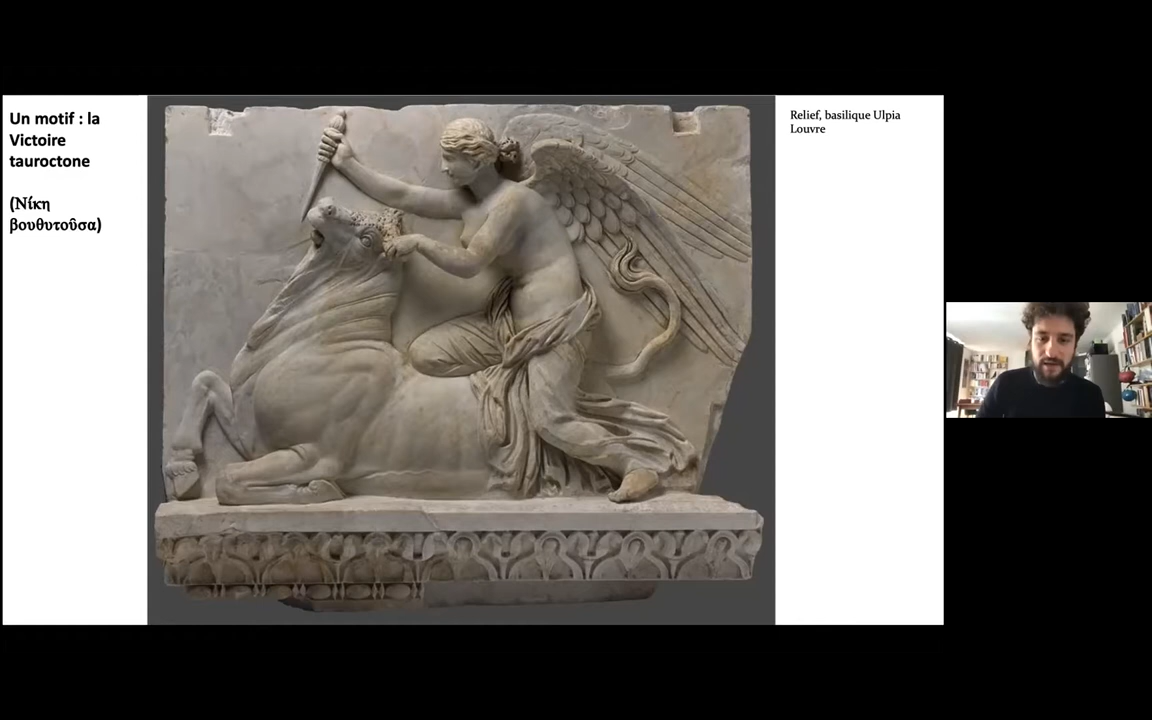 Un motif : la
Victoire
tauroctone
(Νίκη
βουθυτοῦσα)
Relief, basilique Ulpia
Louvre